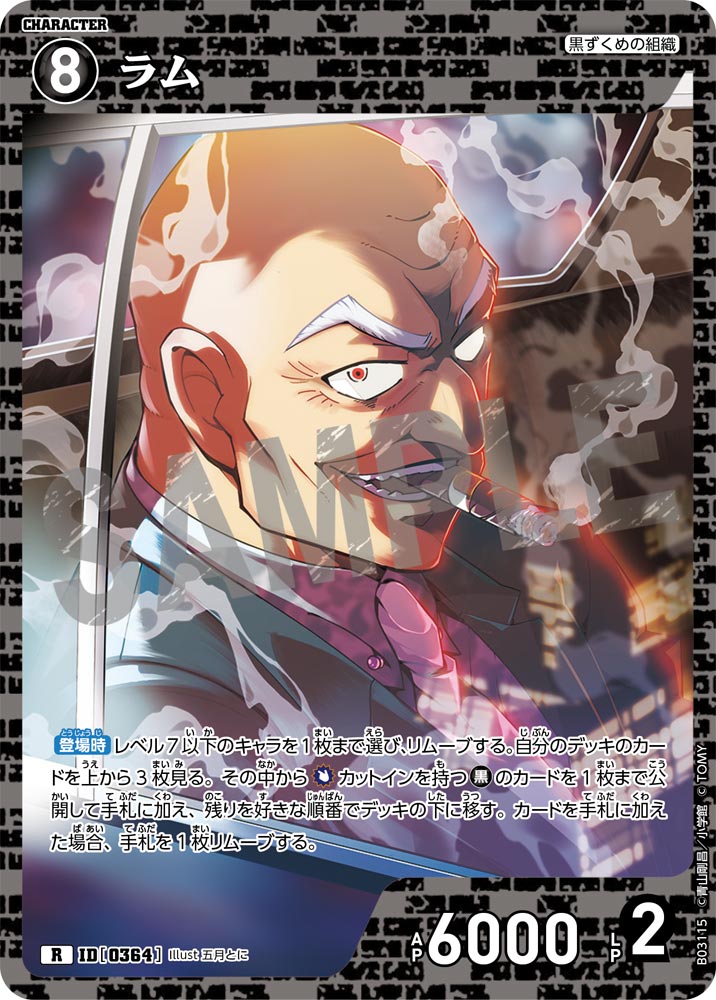 CHARACTER
黒ずくめの組織
8 ラム
SAMPLE
登場時 レベル7以下のキャラを1枚まで選び、リムーブする。自分のデッキのカー
ドを上から3枚見る。その中から カットインを持つ 黒 のカードを1枚まで公
開して手札に加え、残りを好きな順番でデッキの下に移す。カードを手札に加え
た場合、手札を1枚リムーブする。
R ID[0364] Illust 五月とに
AP 6000 LP 2
B03115 ©青山剛昌/小学館 ©TOMY